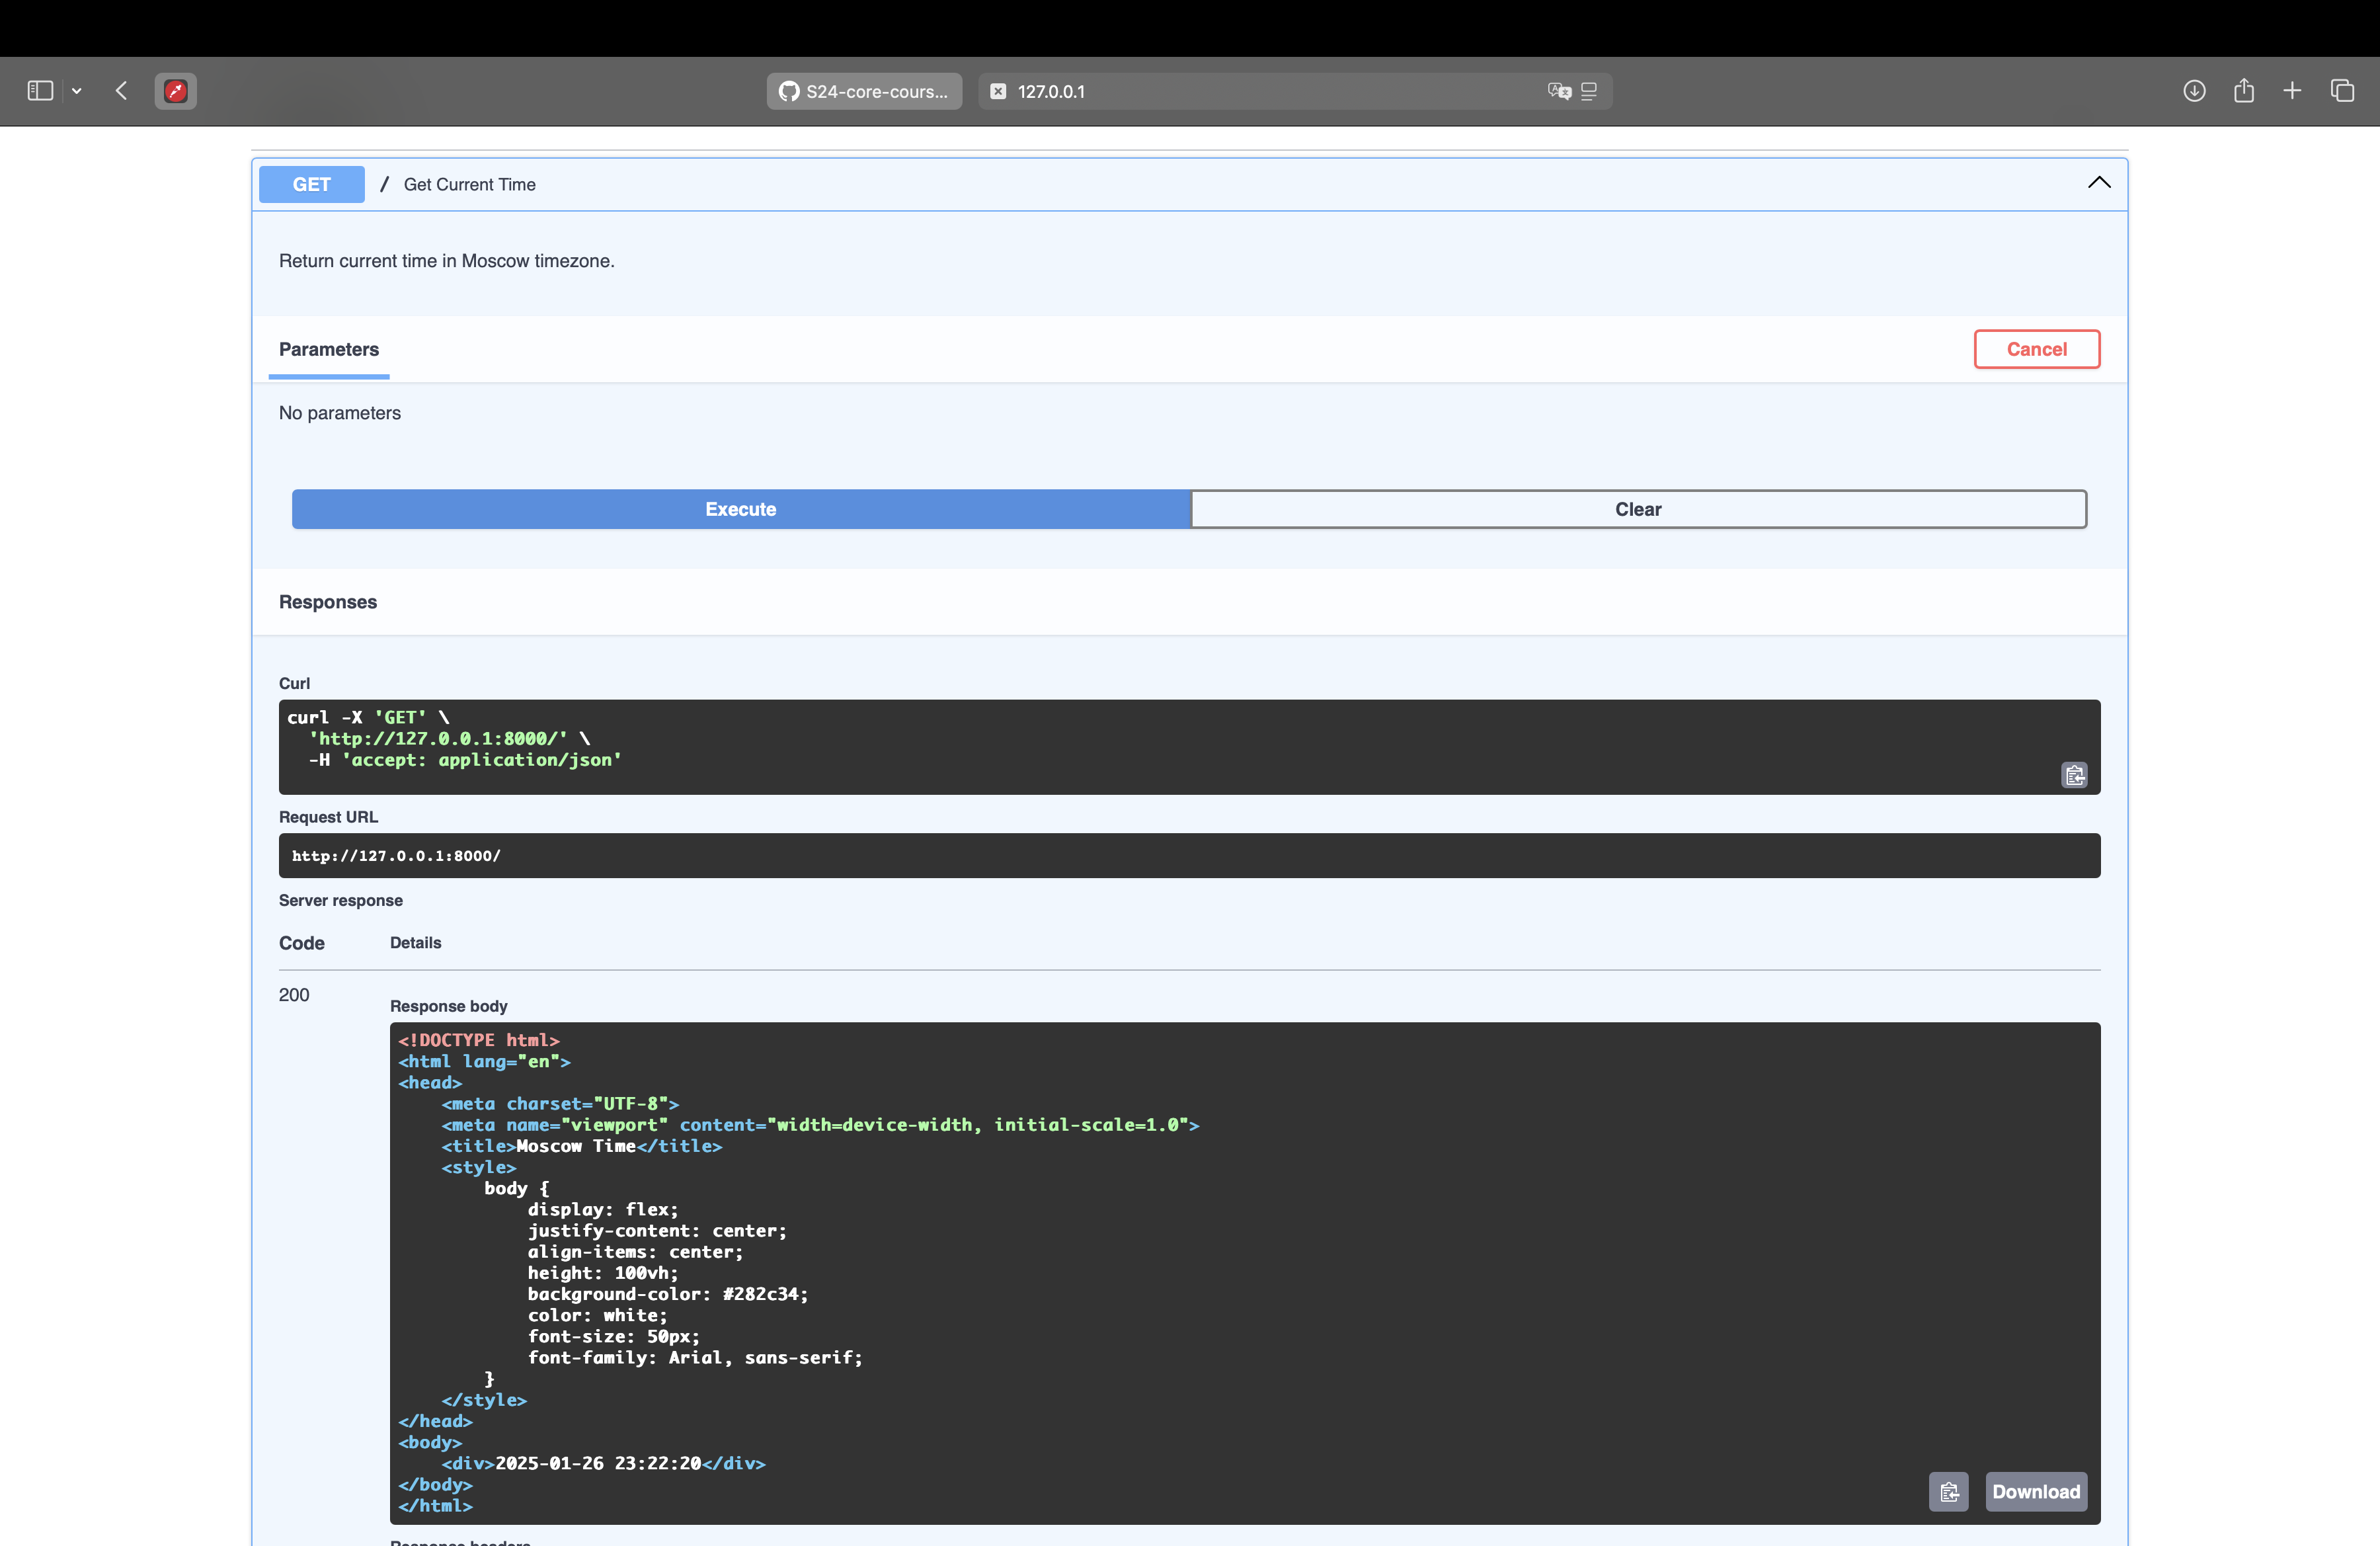 S24-core-cours...
127.0.0.1
GET / Get Current Time
Return current time in Moscow timezone.
Parameters
Cancel
No parameters
Execute
Clear
Responses
Curl
curl -X 'GET' \
  'http://127.0.0.1:8000/' \
  -H 'accept: application/json'
Request URL
http://127.0.0.1:8000/
Server response
Code Details
200
Response body
<!DOCTYPE html>
<html lang="en">
<head>
    <meta charset="UTF-8">
    <meta name="viewport" content="width=device-width, initial-scale=1.0">
    <title>Moscow Time</title>
    <style>
        body {
            display: flex;
            justify-content: center;
            align-items: center;
            height: 100vh;
            background-color: #282c34;
            color: white;
            font-size: 50px;
            font-family: Arial, sans-serif;
        }
    </style>
</head>
<body>
    <div>2025-01-26 23:22:20</div>
</body>
</html>
Download
Response headers